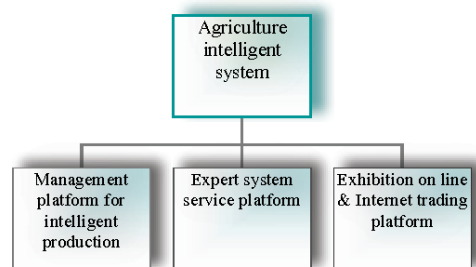 Agriculture
intelligent
system
Management
platform for
intelligent
production
Expert system
service platform
Exhibition on line
& Internet trading
platform